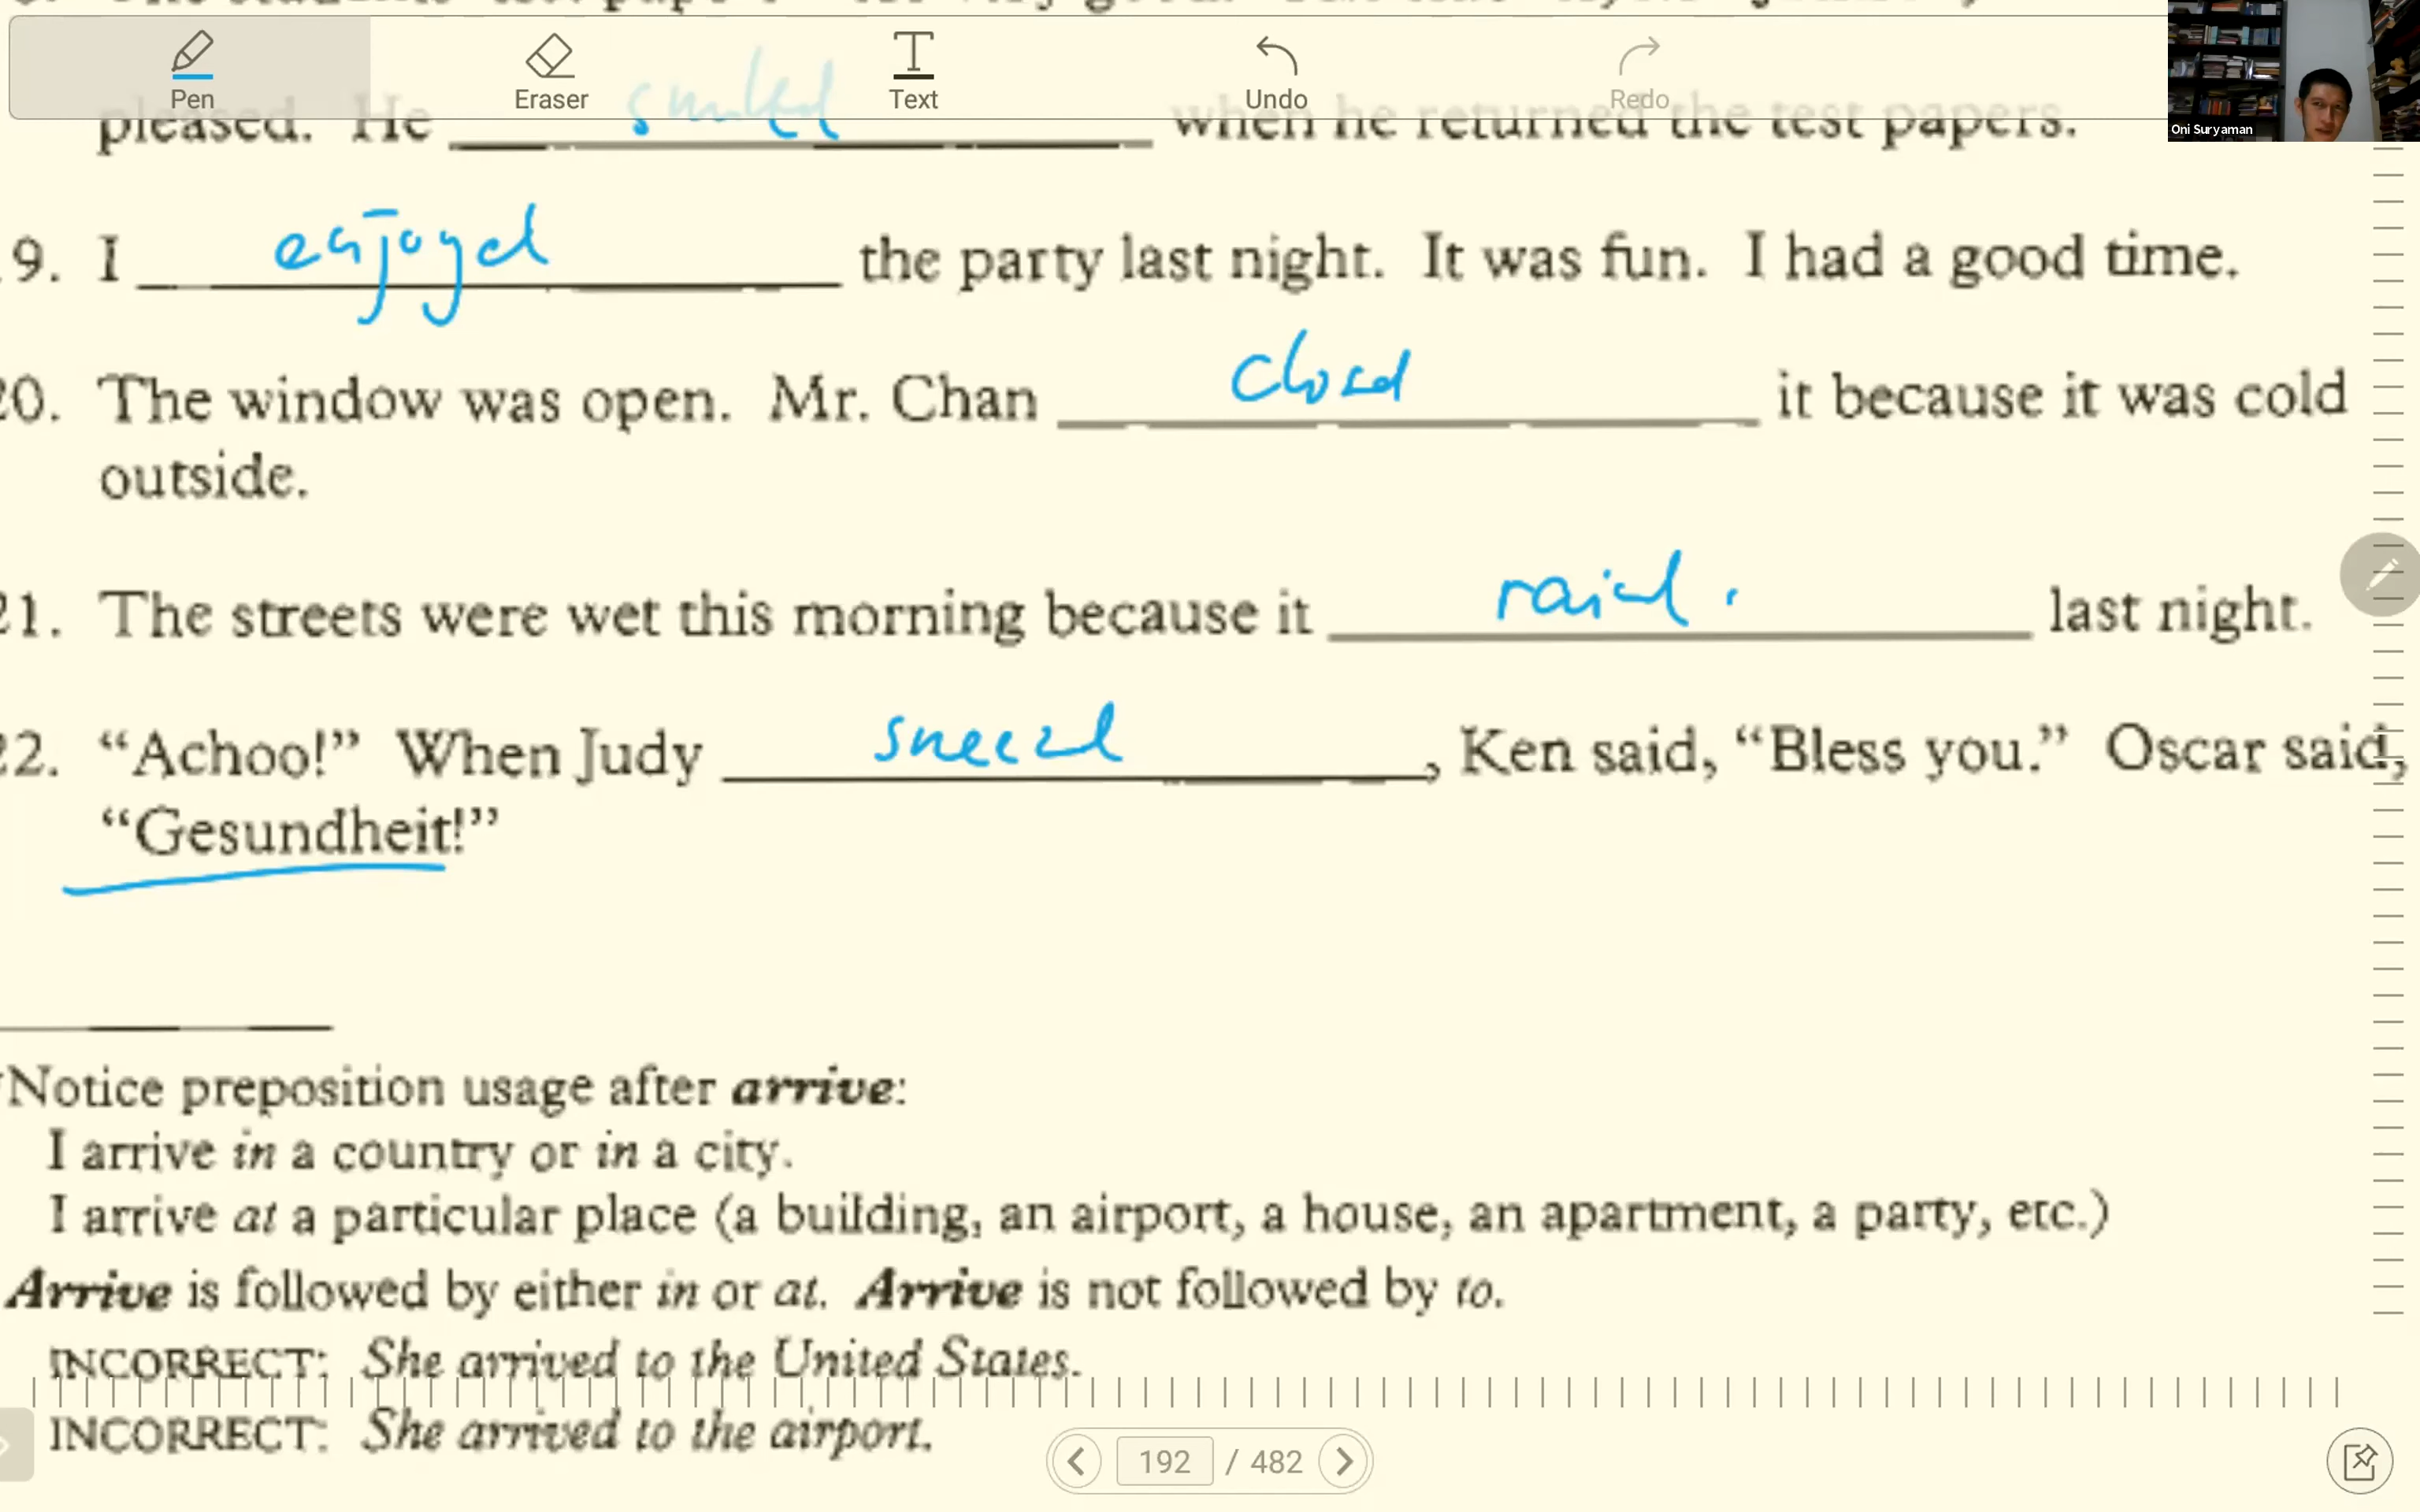 Pen Eraser Text Undo Redo
Oni Suryaman
pleased. He smiled when he returned the test papers.
9. I enjoyed the party last night. It was fun. I had a good time.
20. The window was open. Mr. Chan closed it because it was cold
outside.
21. The streets were wet this morning because it rained last night.
22. “Achoo!” When Judy sneezed, Ken said, “Bless you.” Oscar said,
“Gesundheit!”
Notice preposition usage after arrive:
I arrive in a country or in a city.
I arrive at a particular place (a building, an airport, a house, an apartment, a party, etc.)
Arrive is followed by either in or at. Arrive is not followed by to.
INCORRECT: She arrived to the United States.
INCORRECT: She arrived to the airport.
192 / 482